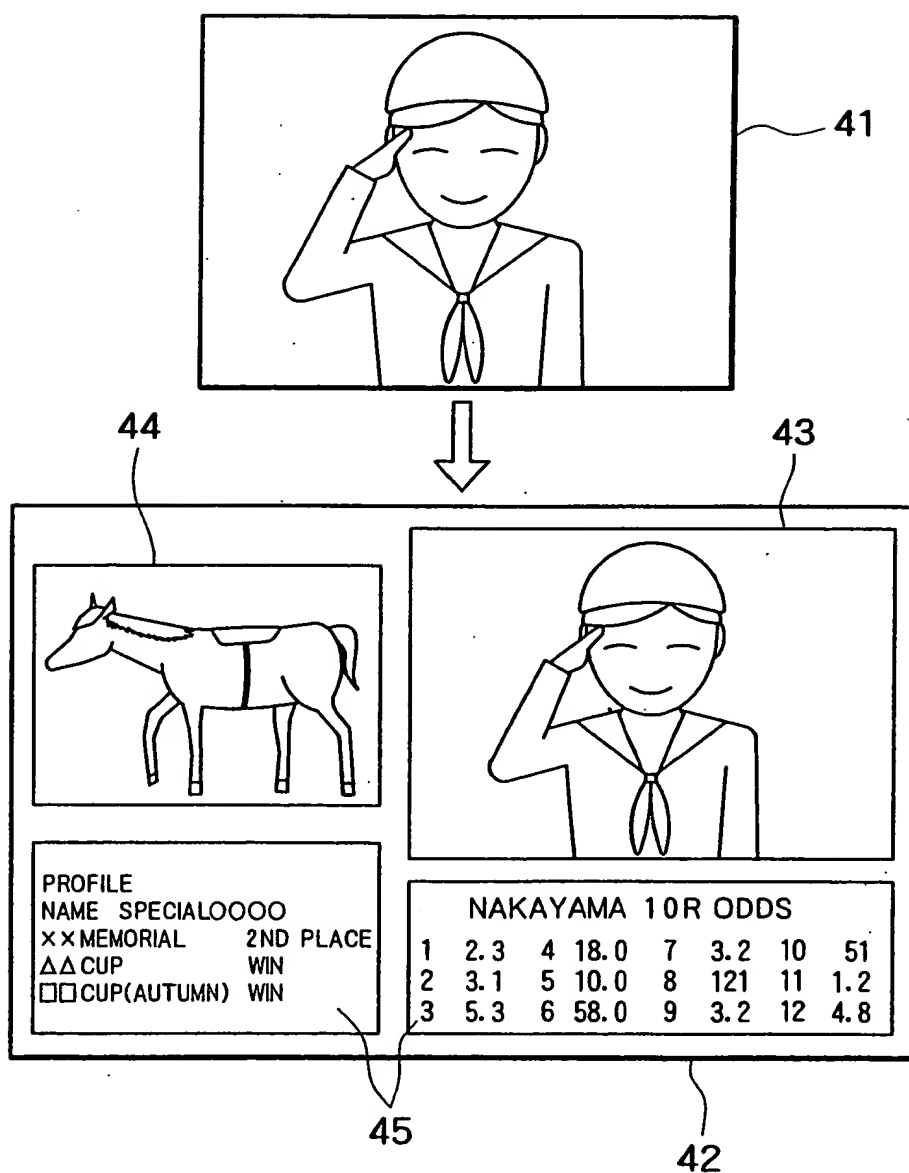 41
44
43
PROFILE
NAME SPECIAL○○○○
××MEMORIAL 2ND PLACE
△△CUP WIN
□□CUP(AUTUMN) WIN
NAKAYAMA 10R ODDS
1 2.3 4 18.0 7 3.2 10 51
2 3.1 5 10.0 8 121 11 1.2
3 5.3 6 58.0 9 3.2 12 4.8
45
42